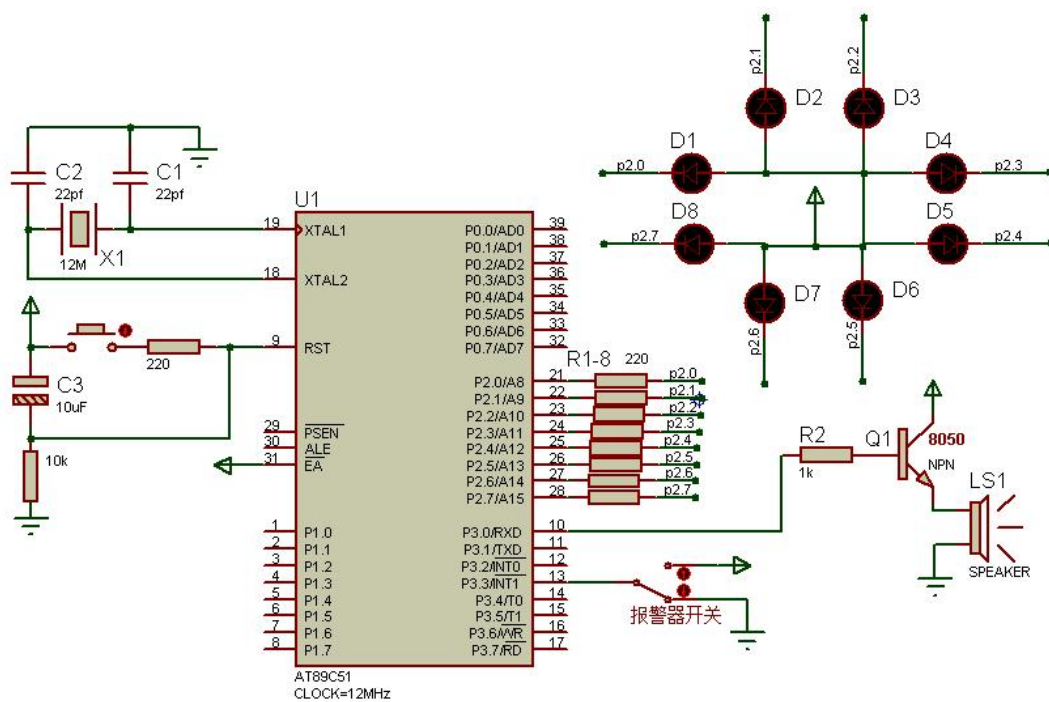 p2.1
p2.2
D2
D3
D1
D4
p2.0
p2.3
D8
D5
p2.7
p2.4
D7
D6
p2.6
p2.5
C2
22pf
C1
22pf
X1
12M
U1
19
XTAL1
18
XTAL2
9
RST
29
PSEN
30
ALE
31
EA
1
P1.0
2
P1.1
3
P1.2
4
P1.3
5
P1.4
6
P1.5
7
P1.6
8
P1.7
P0.0/AD0
39
P0.1/AD1
38
P0.2/AD2
37
P0.3/AD3
36
P0.4/AD4
35
P0.5/AD5
34
P0.6/AD6
33
P0.7/AD7
32
P2.0/A8
21
P2.1/A9
22
P2.2/A10
23
P2.3/A11
24
P2.4/A12
25
P2.5/A13
26
P2.6/A14
27
P2.7/A15
28
P3.0/RXD
10
P3.1/TXD
11
P3.2/INT0
12
P3.3/INT1
13
P3.4/T0
14
P3.5/T1
15
P3.6/WR
16
P3.7/RD
17
AT89C51
CLOCK=12MHz
220
C3
10uF
10k
R1-8
220
p2.0
p2.1
p2.2
p2.3
p2.4
p2.5
p2.6
p2.7
R2
1k
Q1
8050
NPN
LS1
SPEAKER
报警器开关